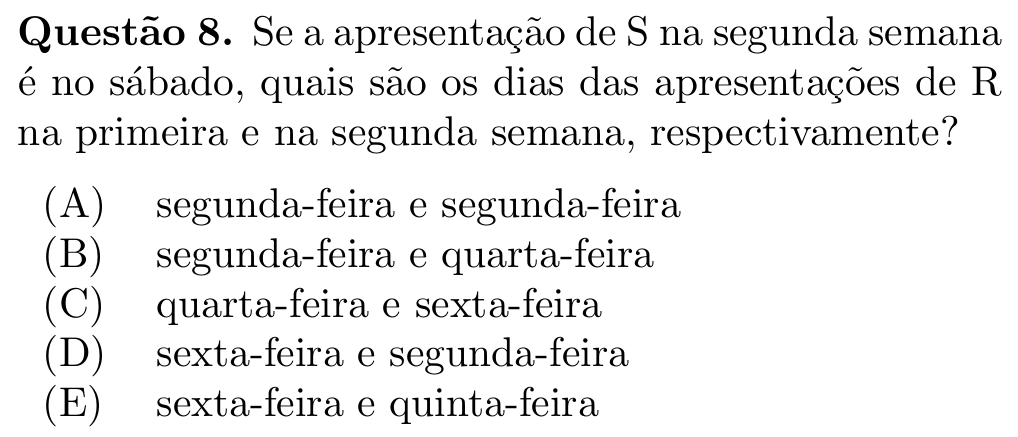 Questão 8. Se a apresentação de S na segunda semana
é no sábado, quais são os dias das apresentações de R
na primeira e na segunda semana, respectivamente?
(A) segunda-feira e segunda-feira
(B) segunda-feira e quarta-feira
(C) quarta-feira e sexta-feira
(D) sexta-feira e segunda-feira
(E) sexta-feira e quinta-feira